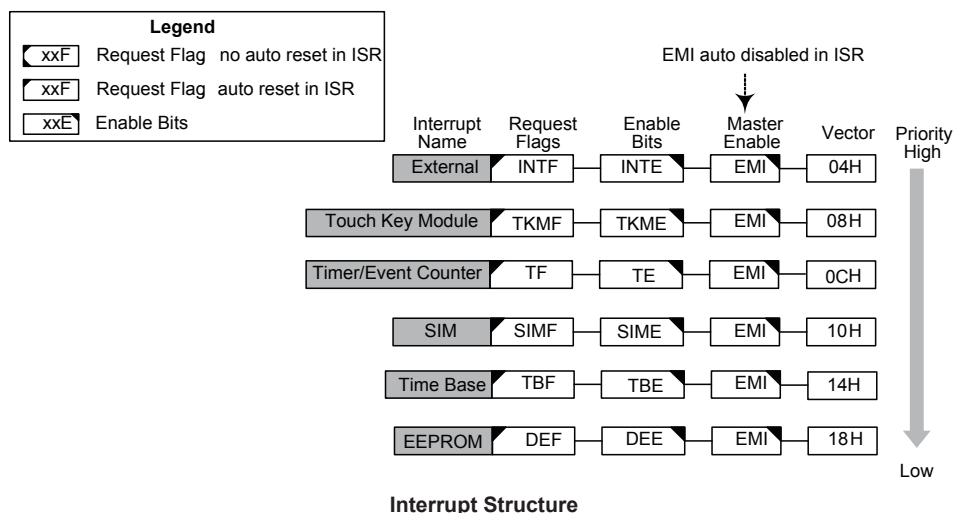 Legend
xxF Request Flag no auto reset in ISR
xxF Request Flag auto reset in ISR
xxE Enable Bits
EMI auto disabled in ISR
Interrupt Name Request Flags Enable Bits Master Enable Vector Priority High
External INTF INTE EMI 04H
Touch Key Module TKMF TKME EMI 08H
Timer/Event Counter TF TE EMI 0CH
SIM SIMF SIME EMI 10H
Time Base TBF TBE EMI 14H
EEPROM DEF DEE EMI 18H
Low
Interrupt Structure